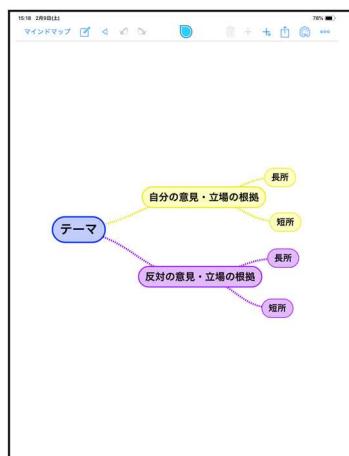 15:18 2月9日(土)
78%
マインドマップ
長所
自分の意見・立場の根拠
短所
テーマ
長所
反対の意見・立場の根拠
短所